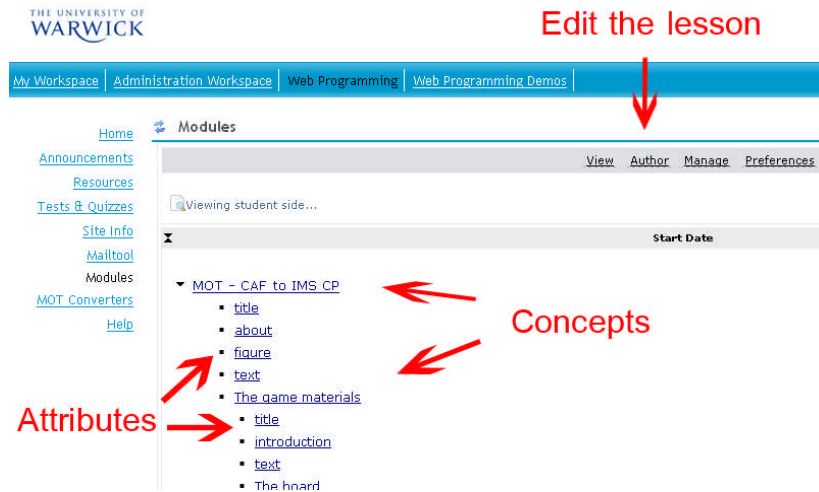 THE UNIVERSITY OF
WARWICK
Edit the lesson
My Workspace Administration Workspace Web Programming Web Programming Demos
Home
Announcements
Resources
Tests & Quizzes
Site Info
Mailtool
Modules
MOT Converters
Help
Modules
View Author Manage Preferences
Viewing student side...
Start Date
MOT - CAF to IMS CP
title
about
figure
text
The game materials
title
introduction
text
The board
Concepts
Attributes